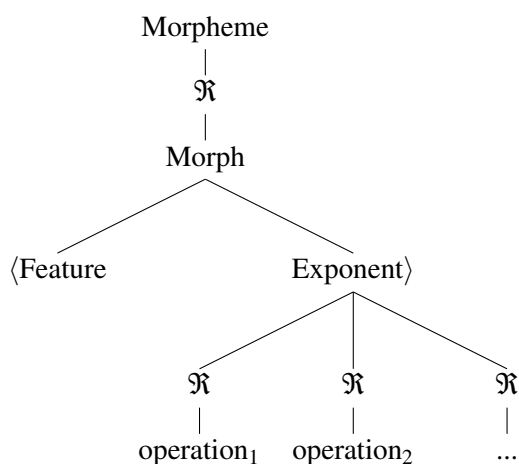 Morpheme
ℜ
Morph
⟨Feature Exponent⟩
ℜ ℜ ℜ
operation₁ operation₂ ...